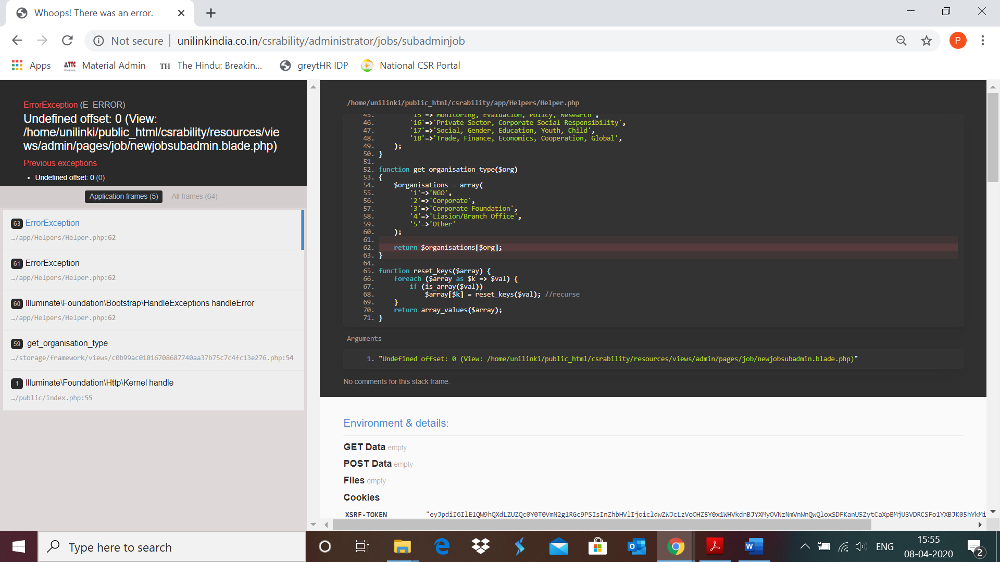 Whoops! There was an error.
Not secure | unilinkindia.co.in/csrability/administrator/jobs/subadminjob
P
Apps
Material Admin
TH The Hindu: Breakin...
greytHR IDP
National CSR Portal
ErrorException (E_ERROR)
Undefined offset: 0 (View:
/home/unilinki/public_html/csrability/resources/vie
ws/admin/pages/job/newjobsubadmin.blade.php)
Previous exceptions
• Undefined offset: 0 (0)
Application frames (5) All frames (64)
63 ErrorException
…/app/Helpers/Helper.php:62
61 ErrorException
…/app/Helpers/Helper.php:62
60 Illuminate\Foundation\Bootstrap\HandleExceptions handleError
…/app/Helpers/Helper.php:62
59 get_organisation_type
…/storage/framework/views/c0b99ac01016708687740aa37b75c7c4fc13e276.php:54
1 Illuminate\Foundation\Http\Kernel handle
…/public/index.php:55
/home/unilinki/public_html/csrability/app/Helpers/Helper.php
45. '15'=>'Monitoring, Evaluation, Policy, Research',
46. '16'=>'Private Sector, Corporate Social Responsibility',
47. '17'=>'Social, Gender, Education, Youth, Child',
48. '18'=>'Trade, Finance, Economics, Cooperation, Global',
49. );
50. }
51.
52. function get_organisation_type($org)
53. {
54. $organisations = array(
55. '1'=>'NGO',
56. '2'=>'Corporate',
57. '3'=>'Corporate Foundation',
58. '4'=>'Liasion/Branch Office',
59. '5'=>'Other'
60. );
61.
62. return $organisations[$org];
63. }
64.
65. function reset_keys($array) {
66. foreach ($array as $k => $val) {
67. if (is_array($val))
68. $array[$k] = reset_keys($val); //recurse
69. }
70. return array_values($array);
71. }
Arguments
1. "Undefined offset: 0 (View: /home/unilinki/public_html/csrability/resources/views/admin/pages/job/newjobsubadmin.blade.php)"
No comments for this stack frame.
Environment & details:
GET Data empty
POST Data empty
Files empty
Cookies
XSRF-TOKEN
Type here to search
ENG
15:55
08-04-2020
2